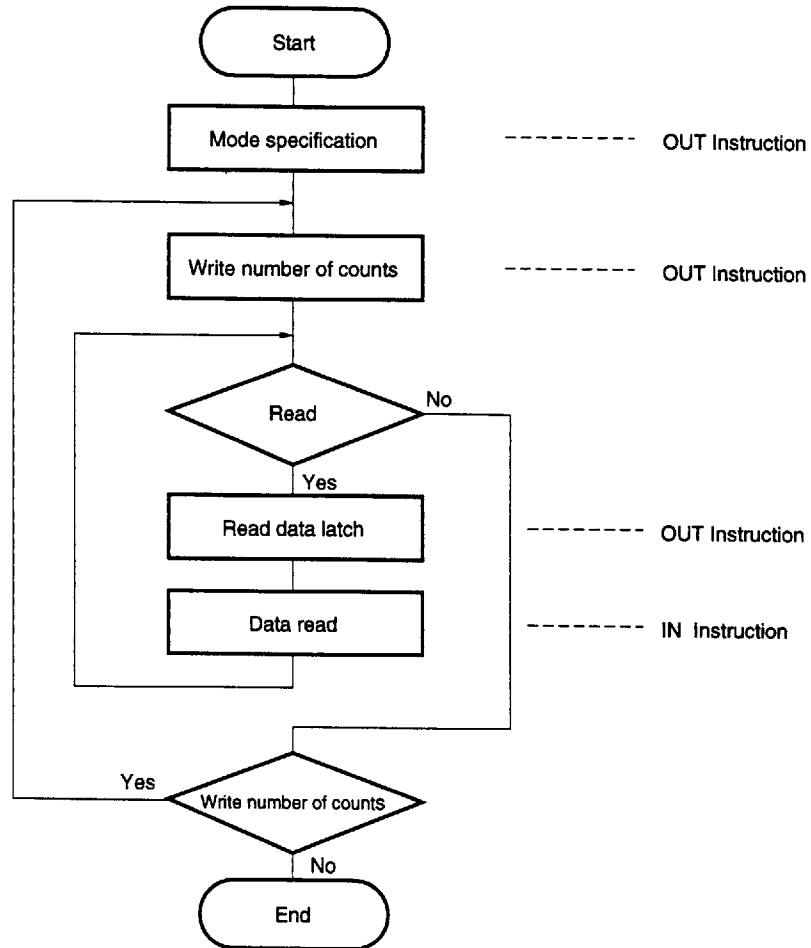 Start
Mode specification
OUT Instruction
Write number of counts
OUT Instruction
Read
No
Yes
Read data latch
OUT Instruction
Data read
IN Instruction
Yes
Write number of counts
No
End